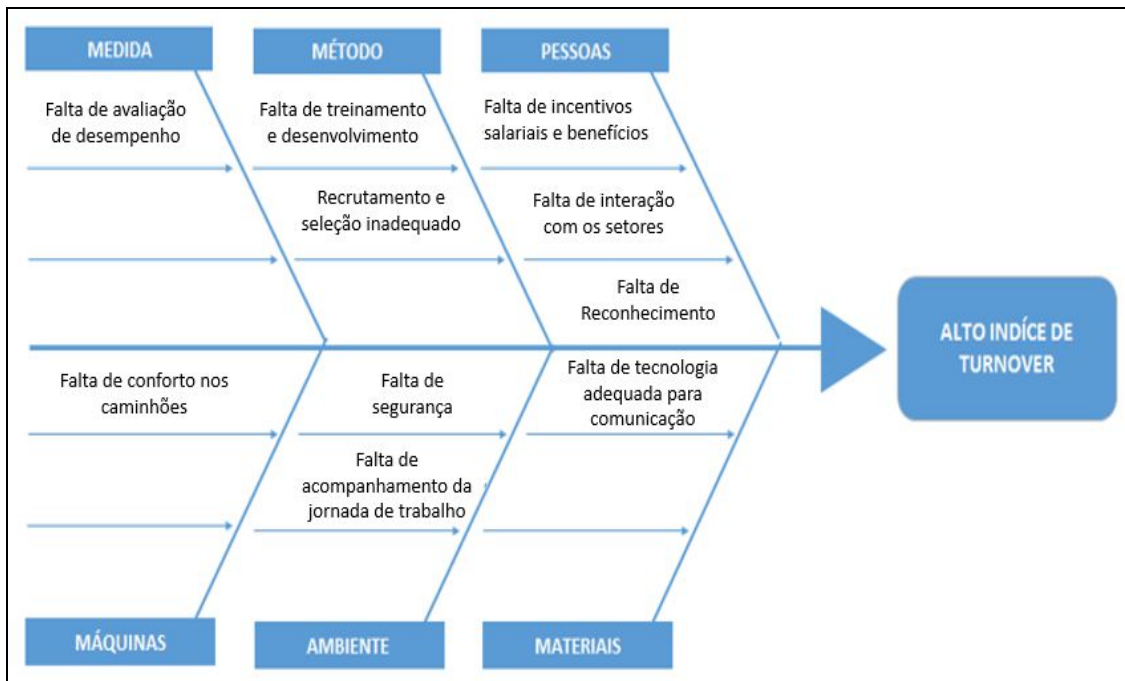 MEDIDA
MÉTODO
PESSOAS
Falta de avaliação
de desempenho
Falta de treinamento
e desenvolvimento
Falta de incentivos
salariais e benefícios
Recrutamento e
seleção inadequado
Falta de interação
com os setores
Falta de
Reconhecimento
ALTO INDÍCE DE
TURNOVER
Falta de conforto nos
caminhões
Falta de
segurança
Falta de tecnologia
adequada para
comunicação
Falta de
acompanhamento da
jornada de trabalho
MÁQUINAS
AMBIENTE
MATERIAIS